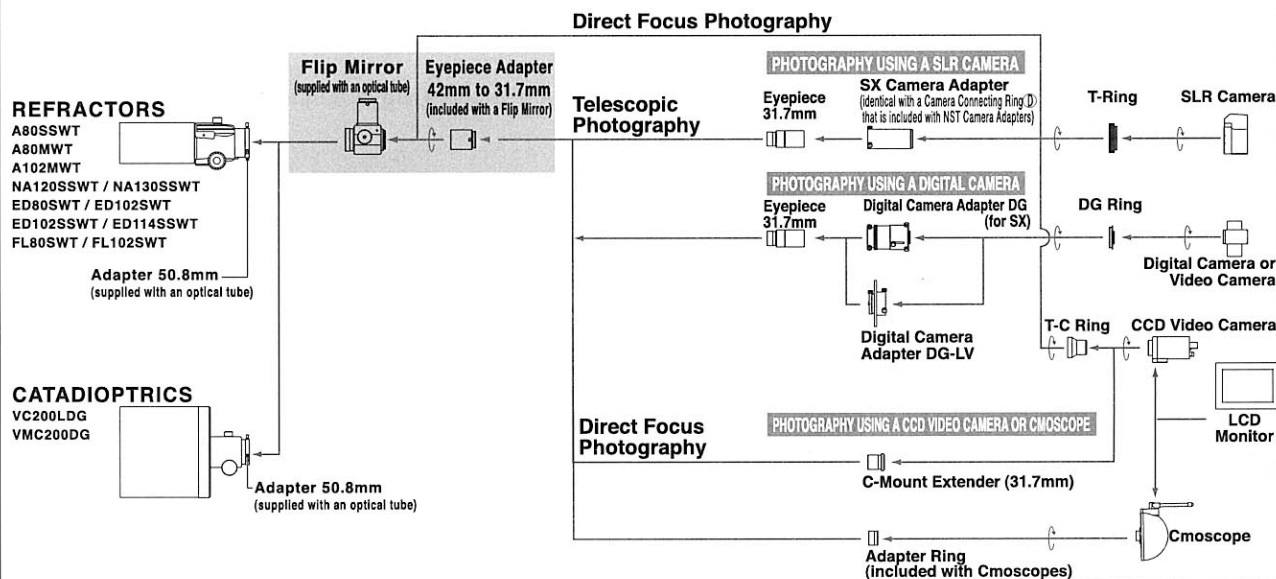 Direct Focus Photography
Flip Mirror
(supplied with an optical tube)
Eyepiece Adapter
42mm to 31.7mm
(included with a Flip Mirror)
REFRACTORS
A80SSWT
A80MWT
A102MWT
NA120SSWT / NA130SSWT
ED80SWT / ED102SWT
ED102SSWT / ED114SSWT
FL80SWT / FL102SWT
Adapter 50.8mm
(supplied with an optical tube)
CATADIOPTRICS
VC200LDG
VMC200DG
Adapter 50.8mm
(supplied with an optical tube)
Telescopic
Photography
PHOTOGRAPHY USING A SLR CAMERA
Eyepiece
31.7mm
SX Camera Adapter
(identical with a Camera Connecting Ring Ⓓ
that is included with NST Camera Adapters)
T-Ring
SLR Camera
PHOTOGRAPHY USING A DIGITAL CAMERA
Eyepiece
31.7mm
Digital Camera Adapter DG
(for SX)
DG Ring
Digital Camera or
Video Camera
Digital Camera
Adapter DG-LV
T-C Ring
CCD Video Camera
LCD
Monitor
Direct Focus
Photography
PHOTOGRAPHY USING A CCD VIDEO CAMERA OR CMOSCOPE
C-Mount Extender (31.7mm)
Cmoscope
Adapter Ring
(included with Cmoscopes)